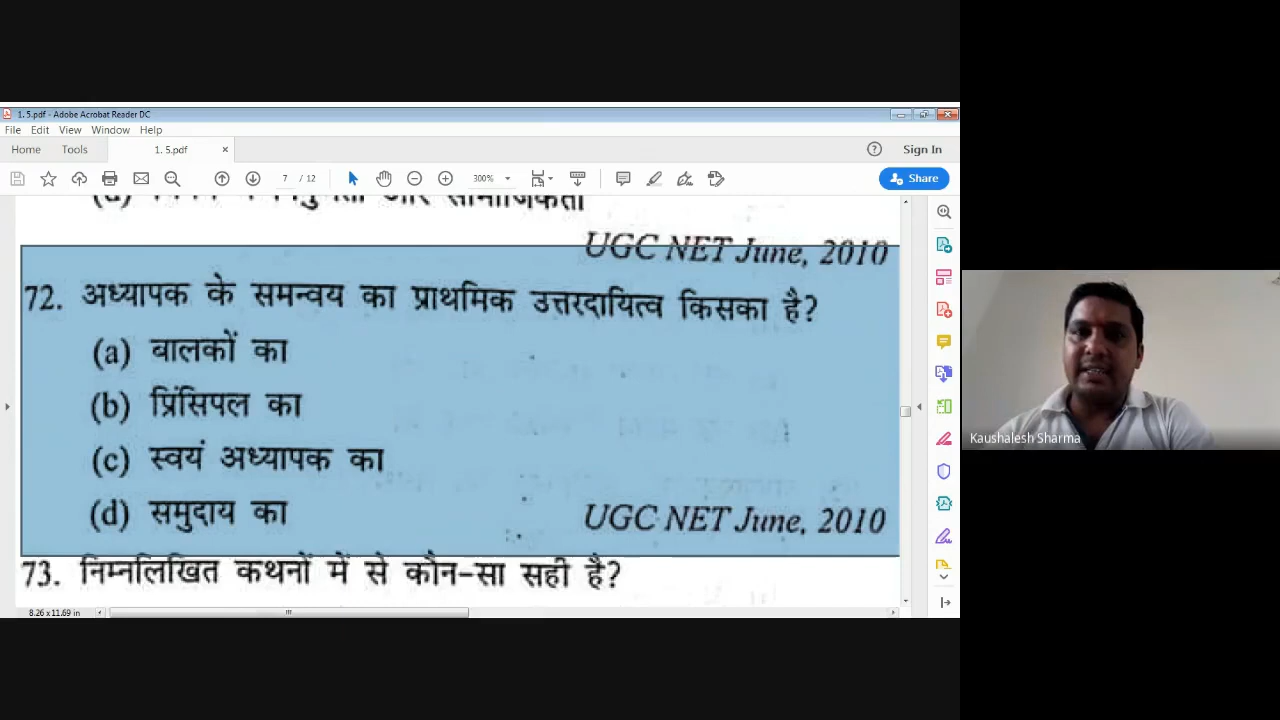 1. 5.pdf - Adobe Acrobat Reader DC
File Edit View Window Help
Home Tools 1. 5.pdf × Sign In
7 / 12 300% Share
और सामाजिकता
UGC NET June, 2010
72. अध्यापक के समन्वय का प्राथमिक उत्तरदायित्व किसका है?
(a) बालकों का
(b) प्रिंसिपल का
(c) स्वयं अध्यापक का
(d) समुदाय का UGC NET June, 2010
73. निम्नलिखित कथनों में से कौन-सा सही है?
8.26 x 11.69 in
Kaushalesh Sharma